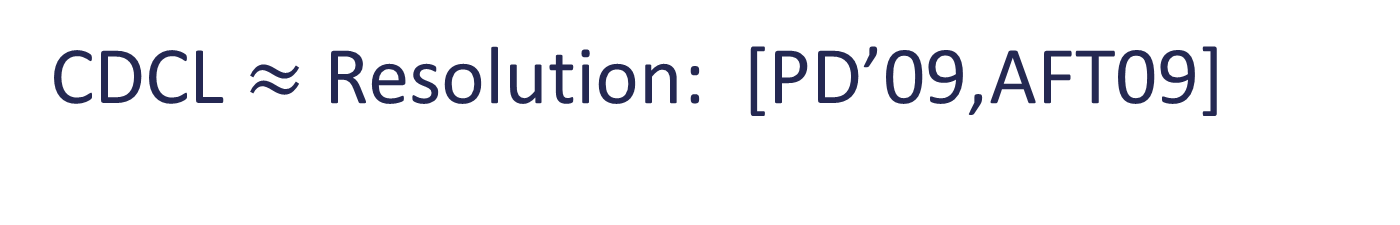 CDCL ≈ Resolution: [PD’09,AFT09]